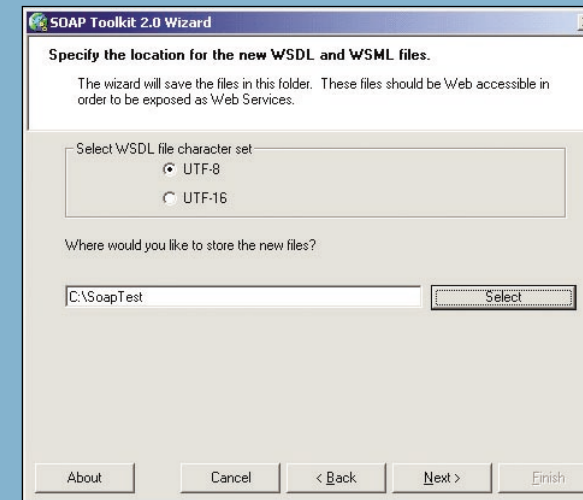 SOAP Toolkit 2.0 Wizard
Specify the location for the new WSDL and WSML files.
The wizard will save the files in this folder. These files should be Web accessible in
order to be exposed as Web Services.
Select WSDL file character set
UTF-8
UTF-16
Where would you like to store the new files?
C:\SoapTest
Select
About
Cancel
< Back
Next >
Finish